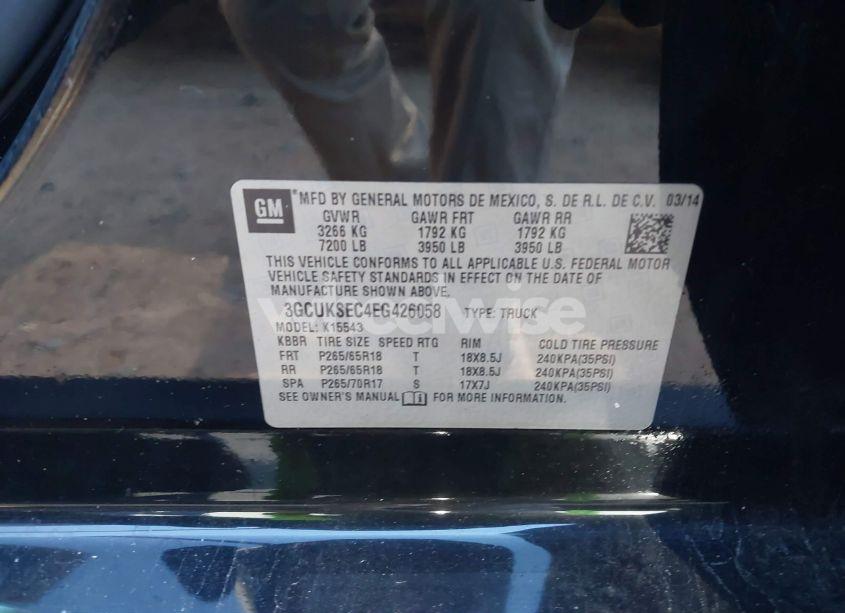 GM ® MFD BY GENERAL MOTORS DE MEXICO, S. DE R.L. DE C.V. 03/14
GVWR GAWR FRT GAWR RR
3266 KG 1792 KG 1792 KG
7200 LB 3950 LB 3950 LB
THIS VEHICLE CONFORMS TO ALL APPLICABLE U.S. FEDERAL MOTOR
VEHICLE SAFETY STANDARDS IN EFFECT ON THE DATE OF
MANUFACTURE SHOWN ABOVE.
3GCUKSEC4EG426058 TYPE: TRUCK
MODEL: K15543
KBBR TIRE SIZE SPEED RTG RIM COLD TIRE PRESSURE
FRT P265/65R18 T 18X8.5J 240KPA(35PSI)
RR P265/65R18 T 18X8.5J 240KPA(35PSI)
SPA P265/70R17 S 17X7J 240KPA(35PSI)
SEE OWNER'S MANUAL FOR MORE INFORMATION.